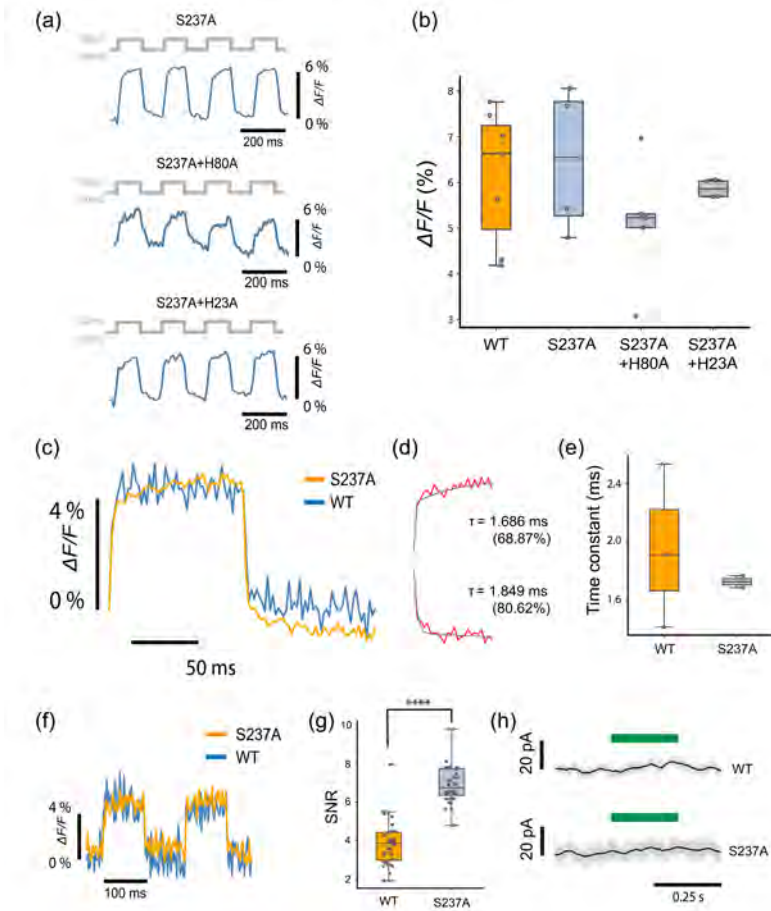 (a)
S237A
6 %
ΔF/F
0 %
200 ms
S237A+H80A
6 %
ΔF/F
0 %
200 ms
S237A+H23A
6 %
ΔF/F
0 %
200 ms
(b)
ΔF/F (%)
8
7
6
5
4
3
WT
S237A
S237A
+H80A
S237A
+H23A
(c)
4 %
ΔF/F
0 %
S237A
WT
50 ms
(d)
τ = 1.686 ms
(68.87%)
τ = 1.849 ms
(80.62%)
(e)
Time constant (ms)
2.4
2.0
1.6
WT
S237A
(f)
S237A
WT
4 %
ΔF/F
0 %
100 ms
(g)
****
SNR
10
8
6
4
2
WT
S237A
(h)
20 pA
WT
20 pA
S237A
0.25 s